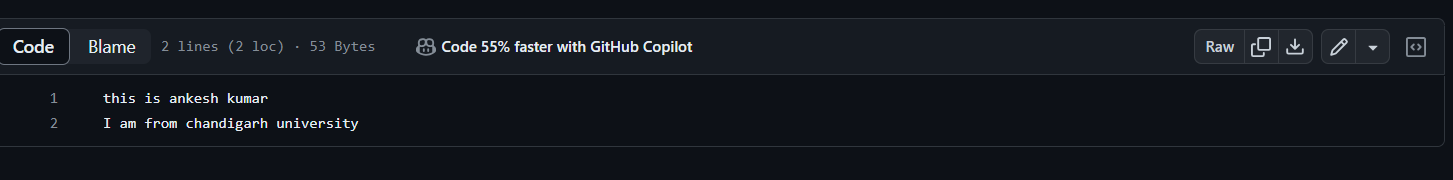 Code Blame 2 lines (2 loc) · 53 Bytes Code 55% faster with GitHub Copilot Raw
1 this is ankesh kumar
2 I am from chandigarh university